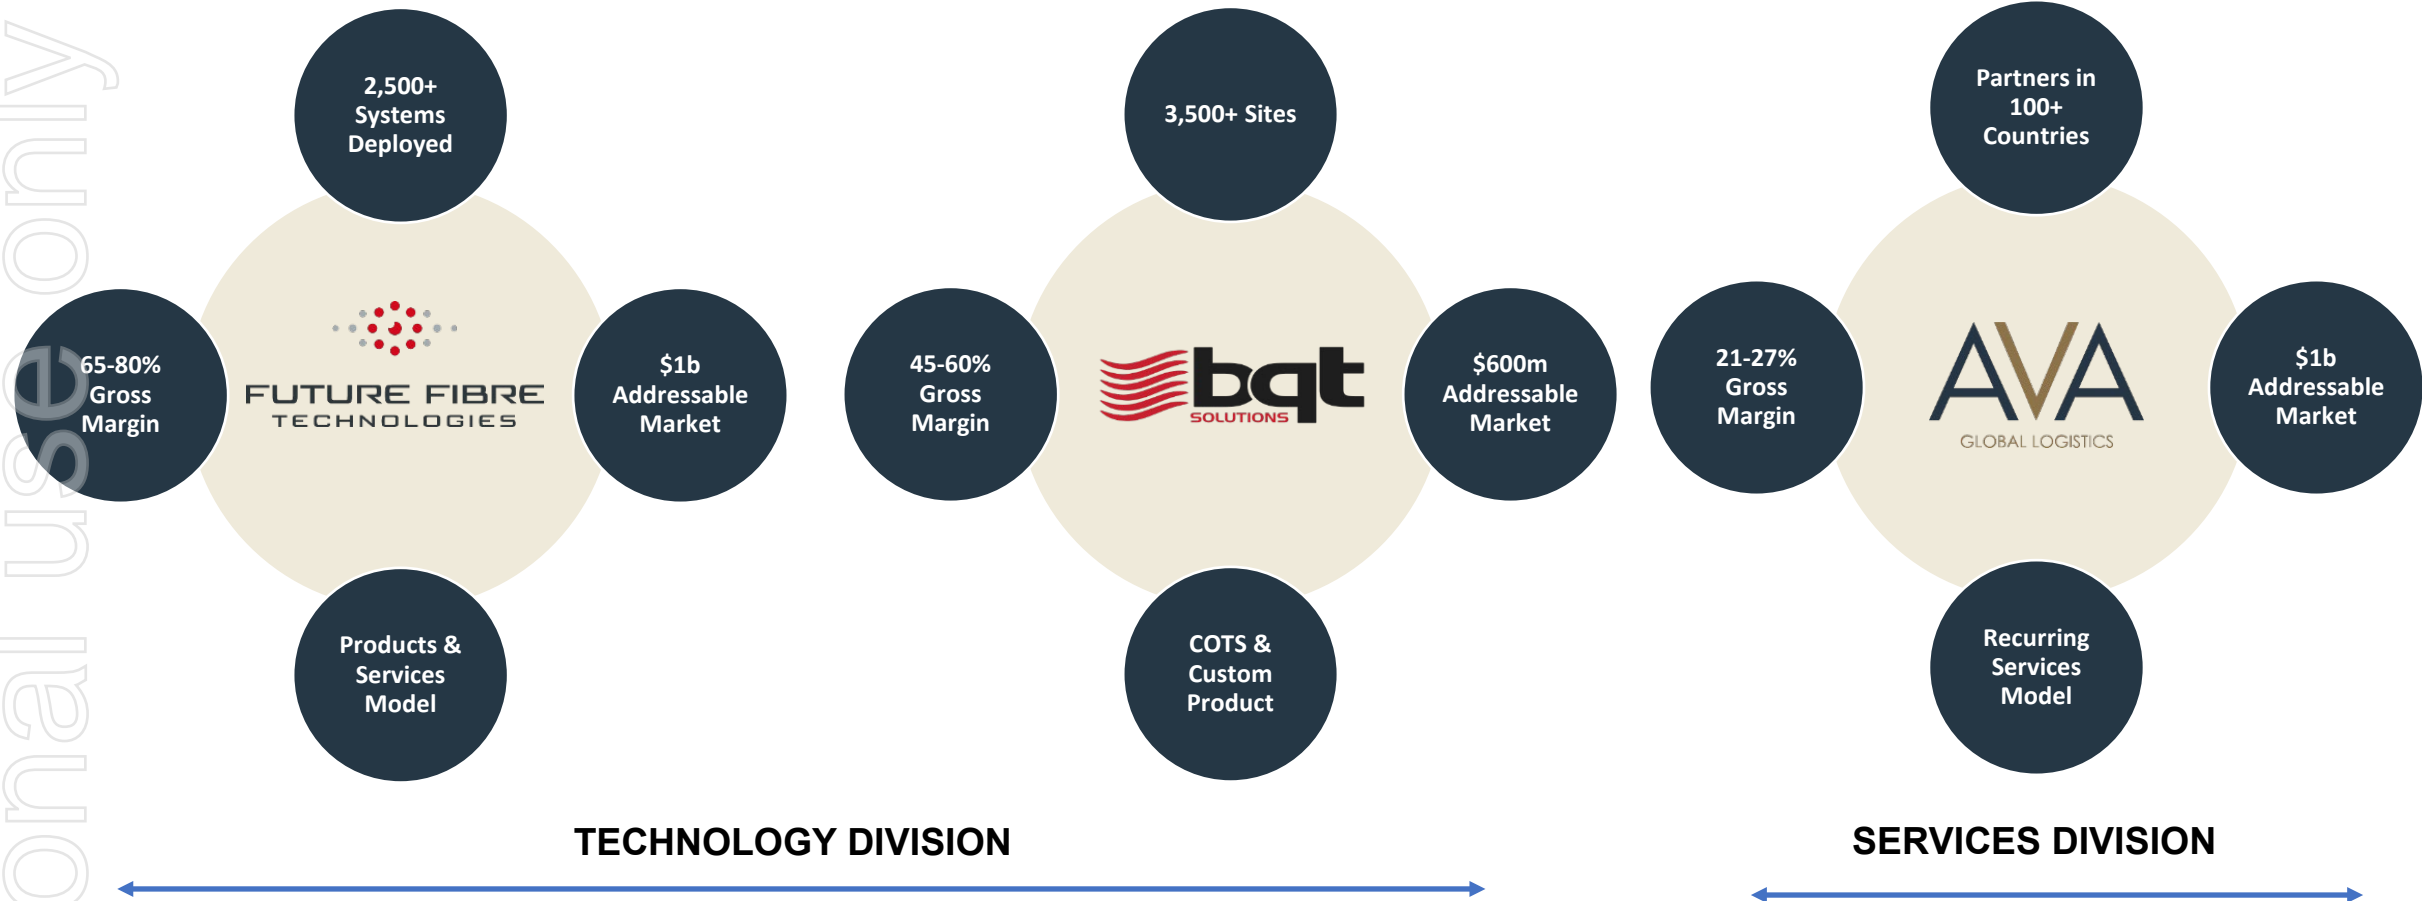 2,500+
Systems
Deployed
65-80%
Gross
Margin
FUTURE FIBRE
TECHNOLOGIES
$1b
Addressable
Market
Products &
Services
Model
3,500+ Sites
45-60%
Gross
Margin
bqt
SOLUTIONS
$600m
Addressable
Market
COTS &
Custom
Product
TECHNOLOGY DIVISION
Partners in
100+
Countries
21-27%
Gross
Margin
AVA
GLOBAL LOGISTICS
$1b
Addressable
Market
Recurring
Services
Model
SERVICES DIVISION
onal use only